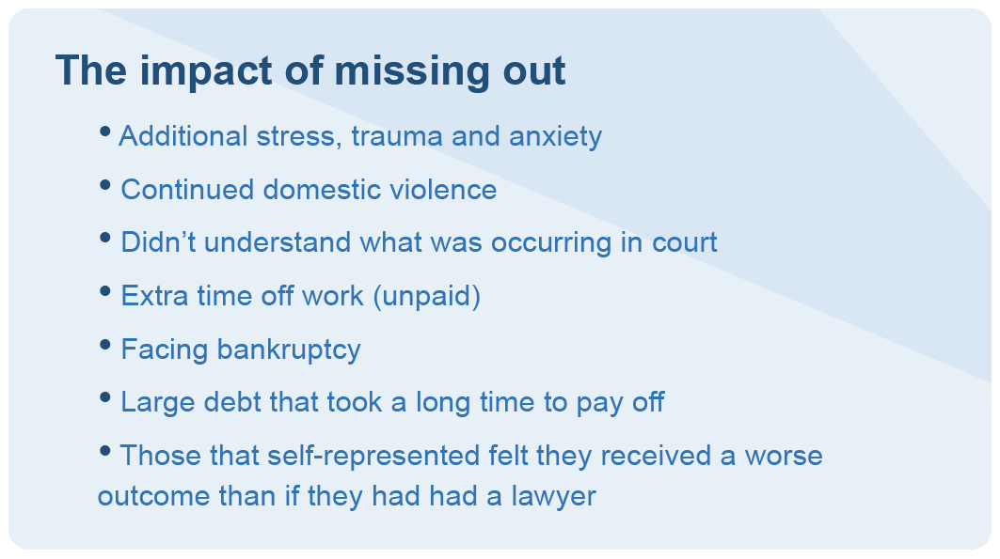 The impact of missing out
• Additional stress, trauma and anxiety
• Continued domestic violence
• Didn’t understand what was occurring in court
• Extra time off work (unpaid)
• Facing bankruptcy
• Large debt that took a long time to pay off
• Those that self-represented felt they received a worse
outcome than if they had had a lawyer